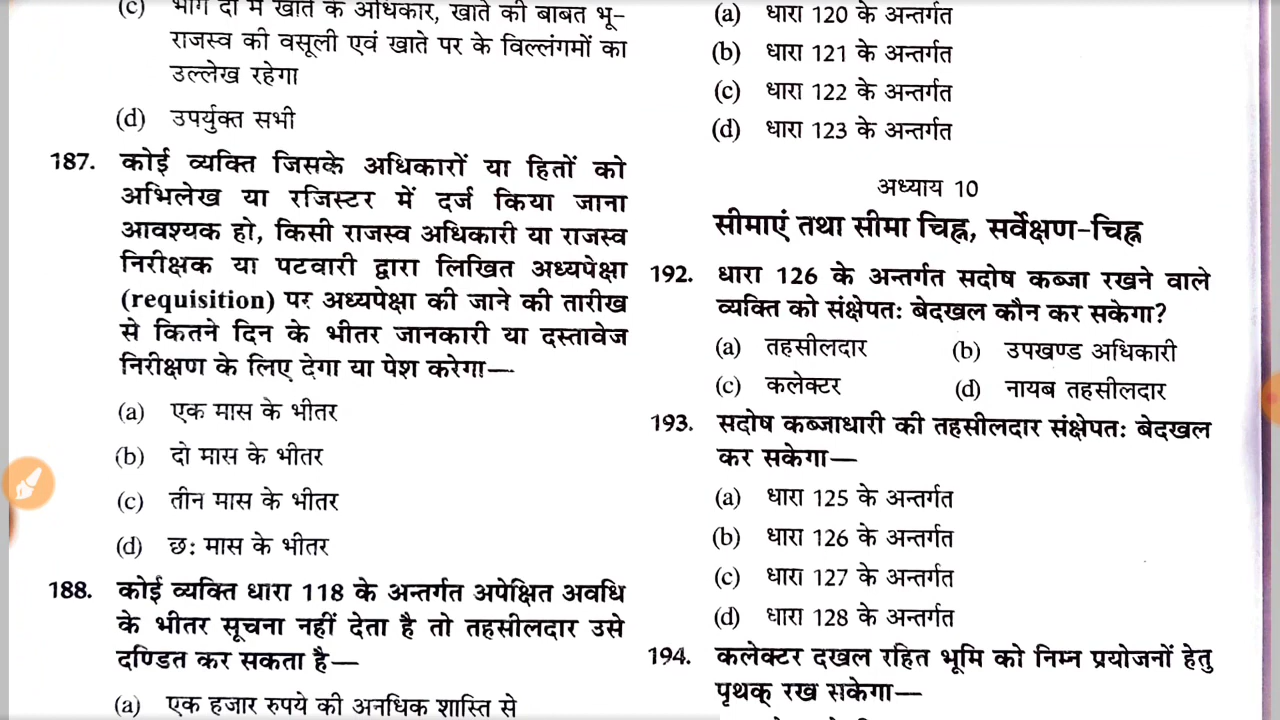 (c) भाग दो में खाते के अधिकार, खाते की बाबत भू-
राजस्व की वसूली एवं खाते पर के विल्लंगमों का
उल्लेख रहेगा
(d) उपर्युक्त सभी
187. कोई व्यक्ति जिसके अधिकारों या हितों को
अभिलेख या रजिस्टर में दर्ज किया जाना
आवश्यक हो, किसी राजस्व अधिकारी या राजस्व
निरीक्षक या पटवारी द्वारा लिखित अध्यपेक्षा
(requisition) पर अध्यपेक्षा की जाने की तारीख
से कितने दिन के भीतर जानकारी या दस्तावेज
निरीक्षण के लिए देगा या पेश करेगा—
(a) एक मास के भीतर
(b) दो मास के भीतर
(c) तीन मास के भीतर
(d) छः मास के भीतर
188. कोई व्यक्ति धारा 118 के अन्तर्गत अपेक्षित अवधि
के भीतर सूचना नहीं देता है तो तहसीलदार उसे
दण्डित कर सकता है—
(a) एक हजार रुपये की अनधिक शास्ति से
(a) धारा 120 के अन्तर्गत
(b) धारा 121 के अन्तर्गत
(c) धारा 122 के अन्तर्गत
(d) धारा 123 के अन्तर्गत
अध्याय 10
सीमाएं तथा सीमा चिह्न, सर्वेक्षण-चिह्न
192. धारा 126 के अन्तर्गत सदोष कब्जा रखने वाले
व्यक्ति को संक्षेपतः बेदखल कौन कर सकेगा?
(a) तहसीलदार (b) उपखण्ड अधिकारी
(c) कलेक्टर (d) नायब तहसीलदार
193. सदोष कब्जाधारी की तहसीलदार संक्षेपतः बेदखल
कर सकेगा—
(a) धारा 125 के अन्तर्गत
(b) धारा 126 के अन्तर्गत
(c) धारा 127 के अन्तर्गत
(d) धारा 128 के अन्तर्गत
194. कलेक्टर दखल रहित भूमि को निम्न प्रयोजनों हेतु
पृथक् रख सकेगा—